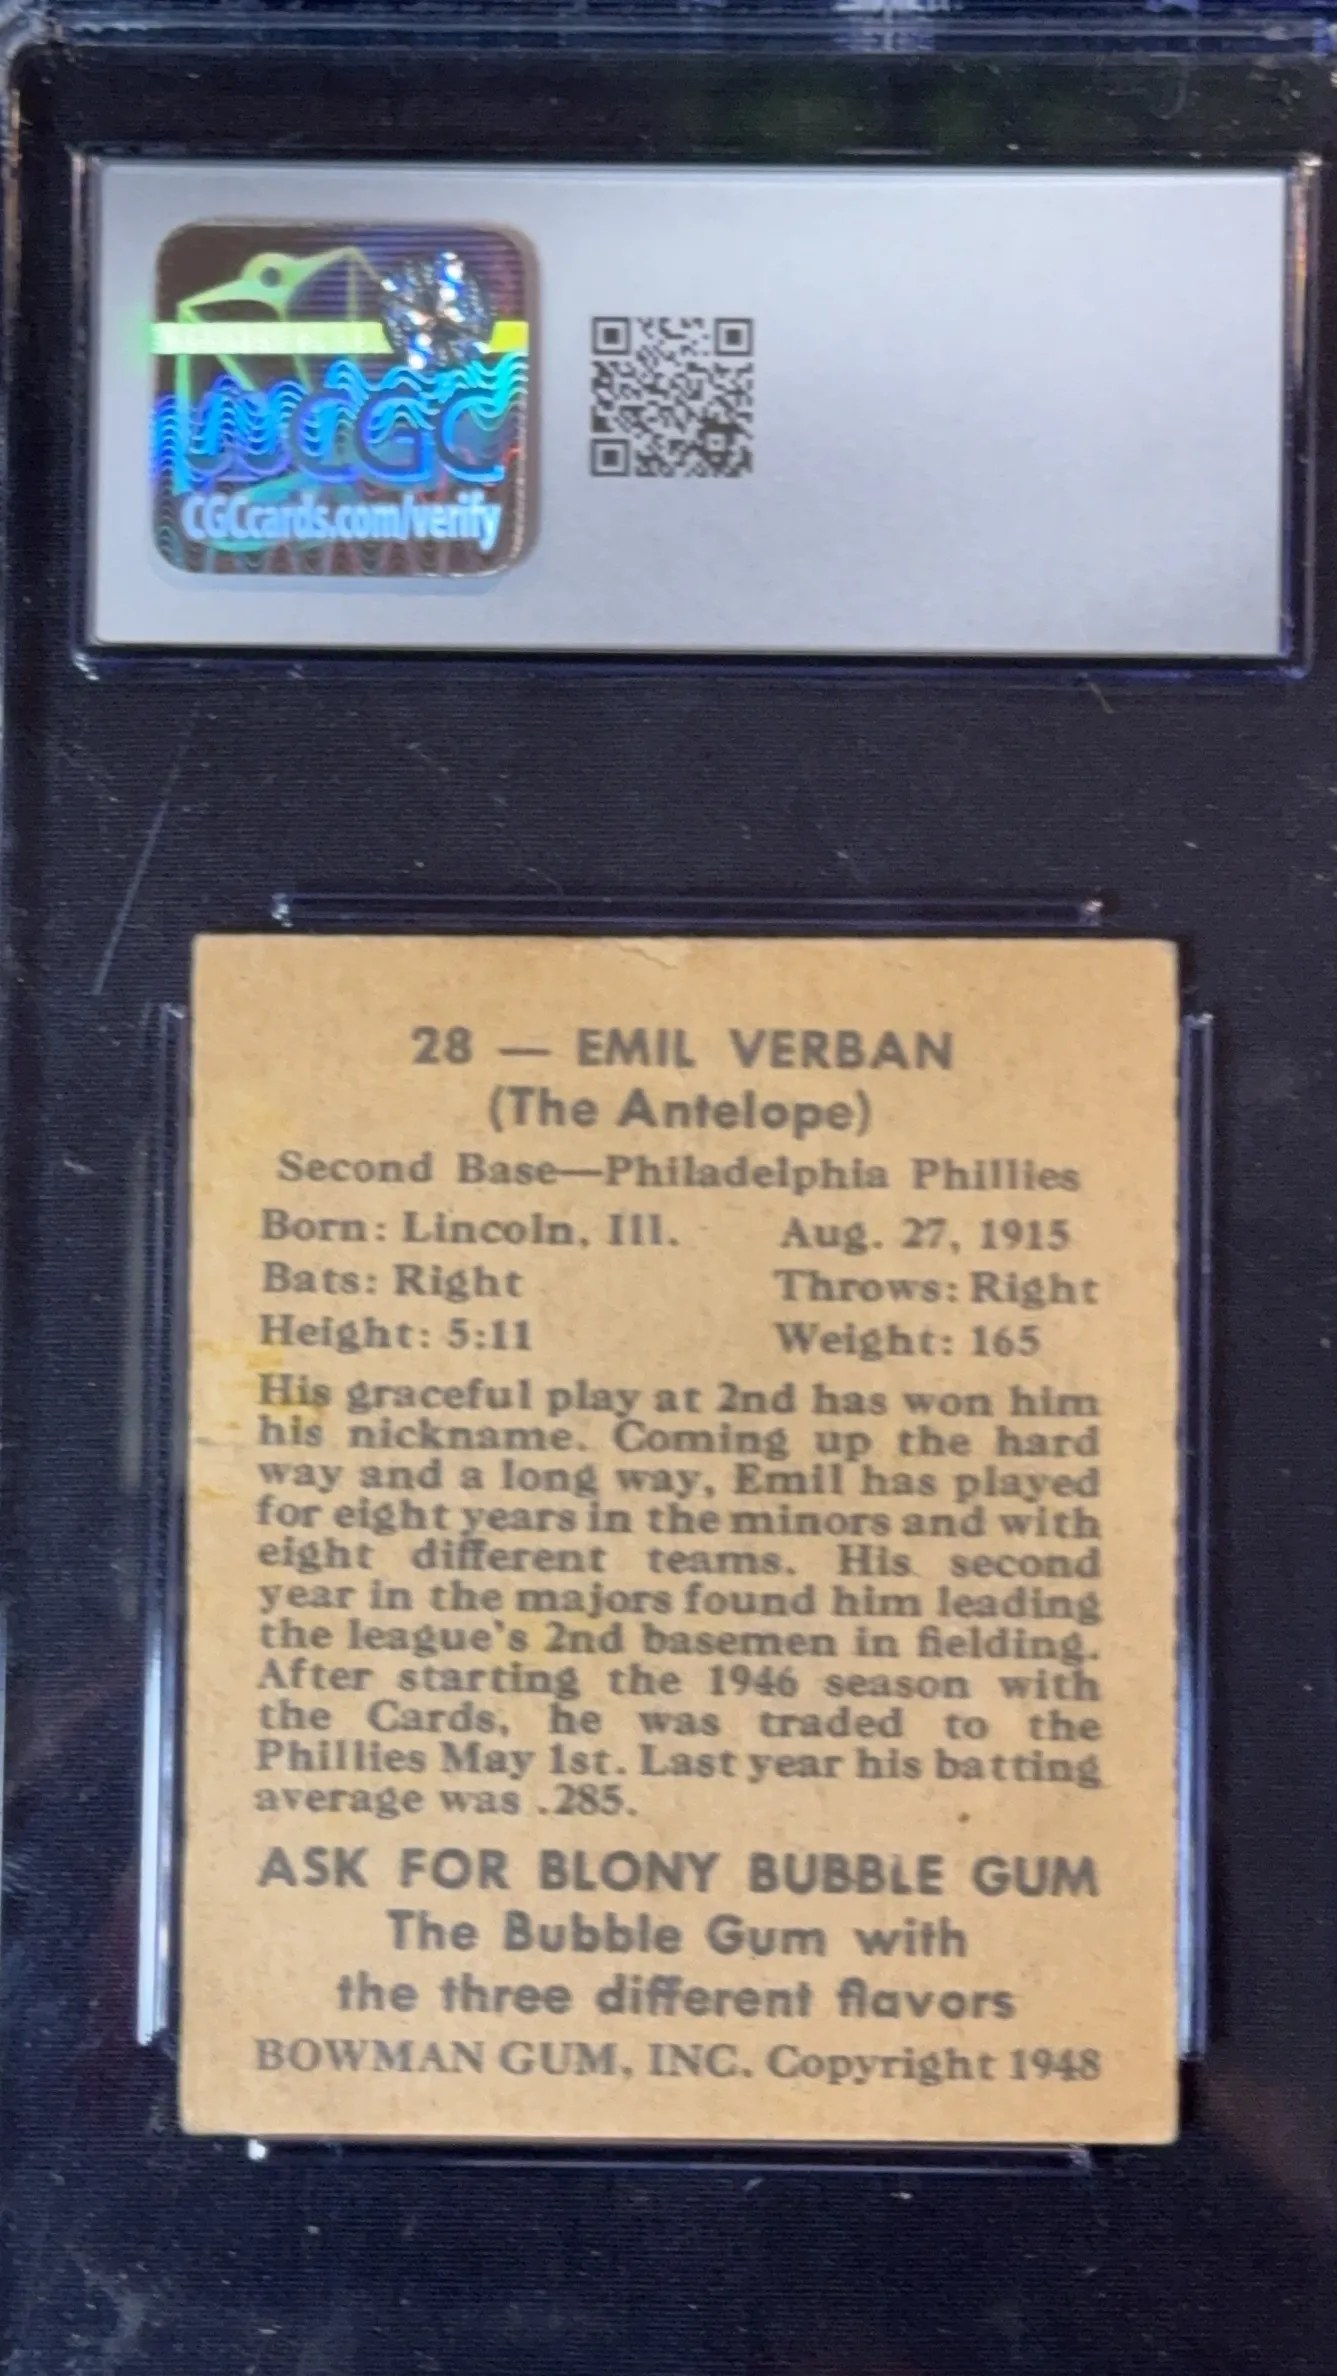 CGC
CGCcards.com/verify
28 — EMIL VERBAN
(The Antelope)
Second Base—Philadelphia Phillies
Born: Lincoln, Ill. Aug. 27, 1915
Bats: Right Throws: Right
Height: 5:11 Weight: 165
His graceful play at 2nd has won him
his nickname. Coming up the hard
way and a long way, Emil has played
for eight years in the minors and with
eight different teams. His second
year in the majors found him leading
the league's 2nd basemen in fielding.
After starting the 1946 season with
the Cards, he was traded to the
Phillies May 1st. Last year his batting
average was .285.
ASK FOR BLONY BUBBLE GUM
The Bubble Gum with
the three different flavors
BOWMAN GUM, INC. Copyright 1948